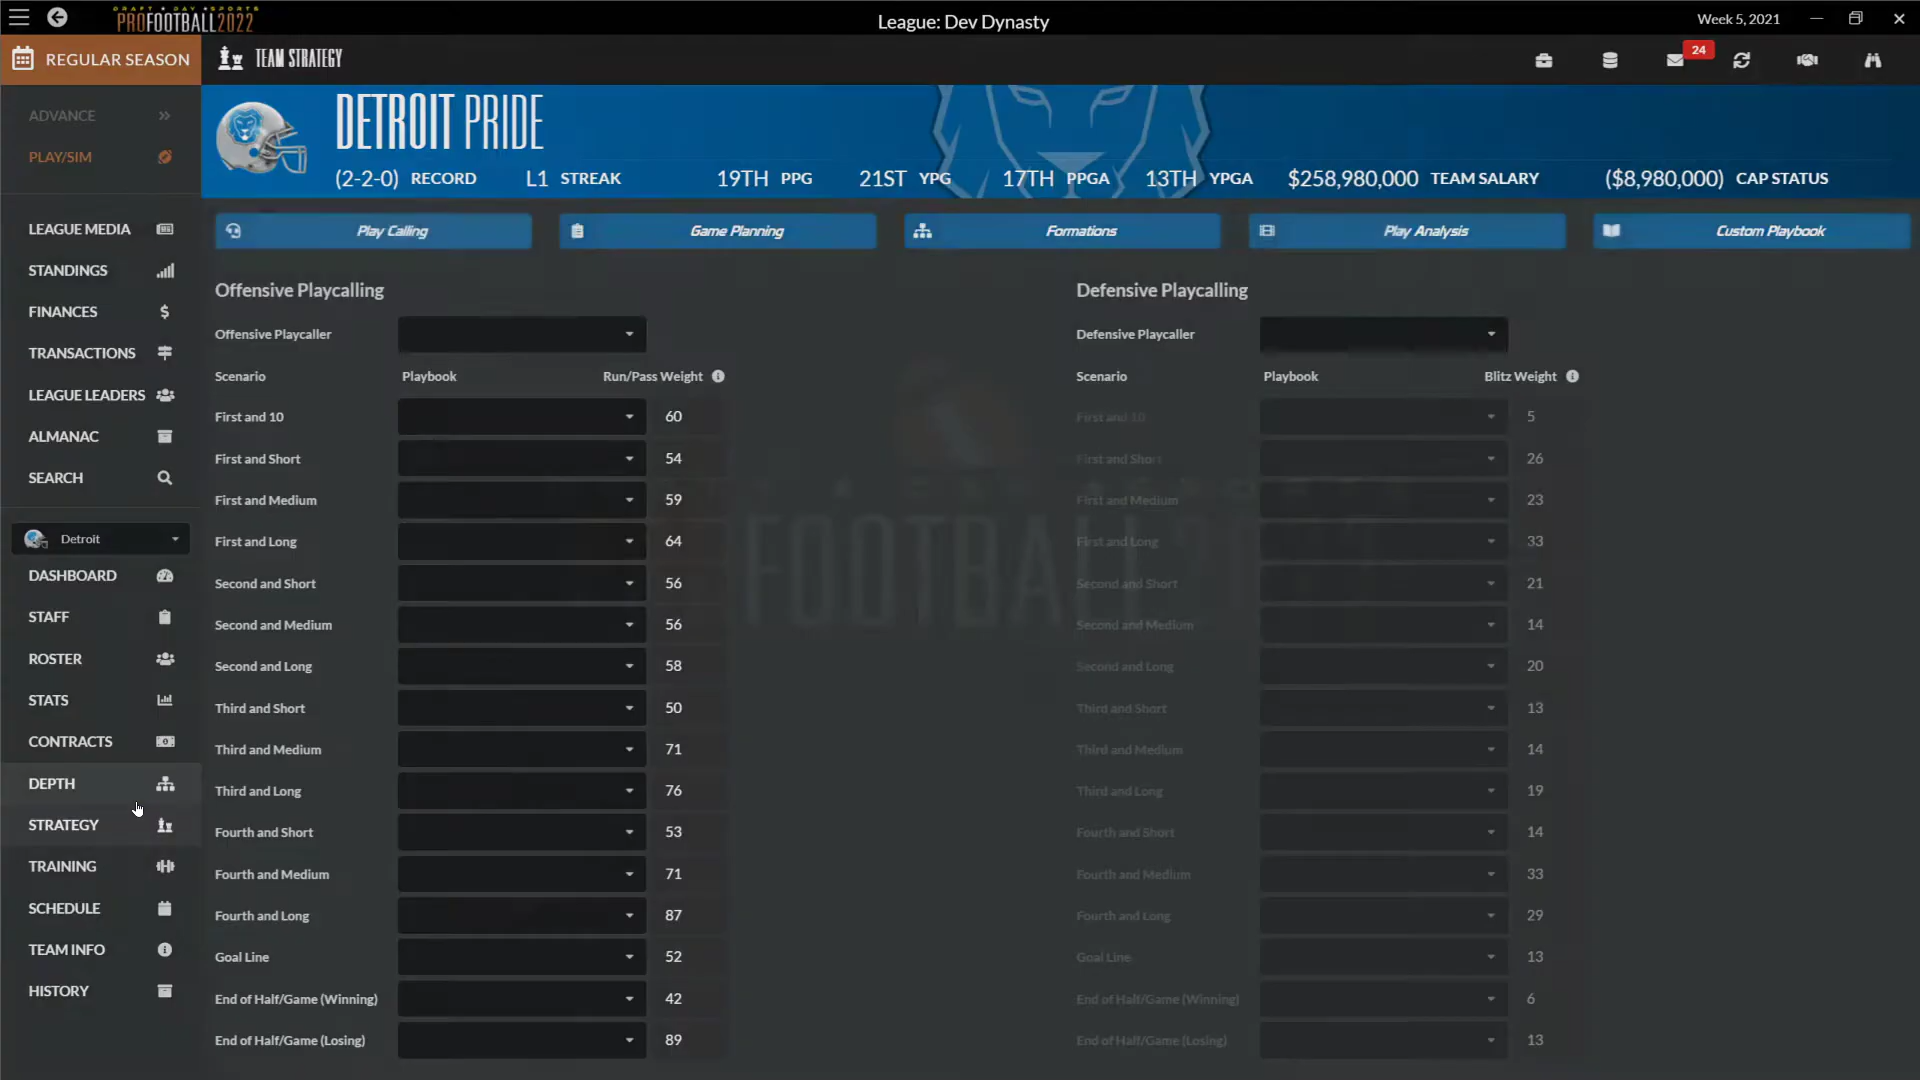 DRAFT DAY SPORTS
PROFOOTBALL2022
League: Dev Dynasty
Week 5, 2021
REGULAR SEASON
TEAM STRATEGY
24
ADVANCE
PLAY/SIM
DETROIT PRIDE
(2-2-0) RECORD
L1 STREAK
19TH PPG
21ST YPG
17TH PPGA
13TH YPGA
$258,980,000 TEAM SALARY
($8,980,000) CAP STATUS
LEAGUE MEDIA
STANDINGS
FINANCES
TRANSACTIONS
LEAGUE LEADERS
ALMANAC
SEARCH
Detroit
DASHBOARD
STAFF
ROSTER
STATS
CONTRACTS
DEPTH
STRATEGY
TRAINING
SCHEDULE
TEAM INFO
HISTORY
Play Calling
Game Planning
Formations
Play Analysis
Custom Playbook
Offensive Playcalling
Offensive Playcaller
Scenario Playbook Run/Pass Weight
First and 10 60
First and Short 54
First and Medium 59
First and Long 64
Second and Short 56
Second and Medium 56
Second and Long 58
Third and Short 50
Third and Medium 71
Third and Long 76
Fourth and Short 53
Fourth and Medium 71
Fourth and Long 87
Goal Line 52
End of Half/Game (Winning) 42
End of Half/Game (Losing) 89
Defensive Playcalling
Defensive Playcaller
Scenario Playbook Blitz Weight
First and 10 5
First and Short 26
First and Medium 23
First and Long 33
Second and Short 21
Second and Medium 14
Second and Long 20
Third and Short 13
Third and Medium 14
Third and Long 19
Fourth and Short 14
Fourth and Medium 33
Fourth and Long 29
Goal Line 13
End of Half/Game (Winning) 6
End of Half/Game (Losing) 13
FOOTBALL